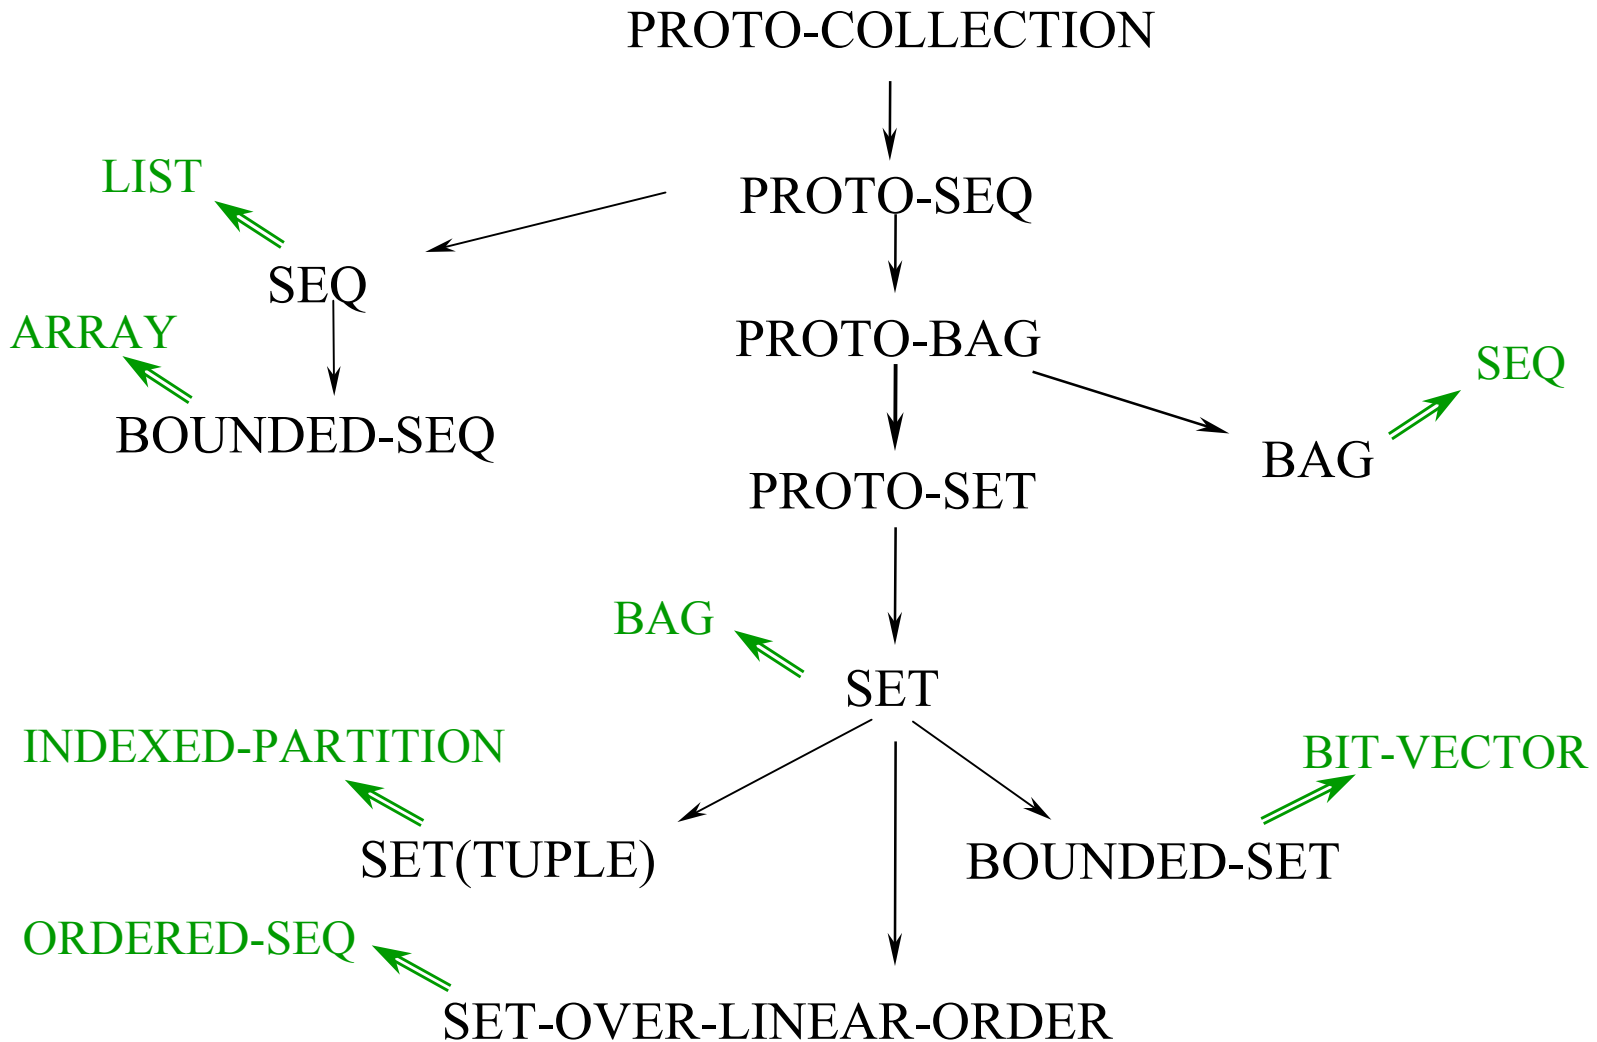 PROTO-COLLECTION
LIST
PROTO-SEQ
SEQ
ARRAY
PROTO-BAG
SEQ
BOUNDED-SEQ
BAG
PROTO-SET
BAG
SET
INDEXED-PARTITION
BIT-VECTOR
SET(TUPLE)
BOUNDED-SET
ORDERED-SEQ
SET-OVER-LINEAR-ORDER